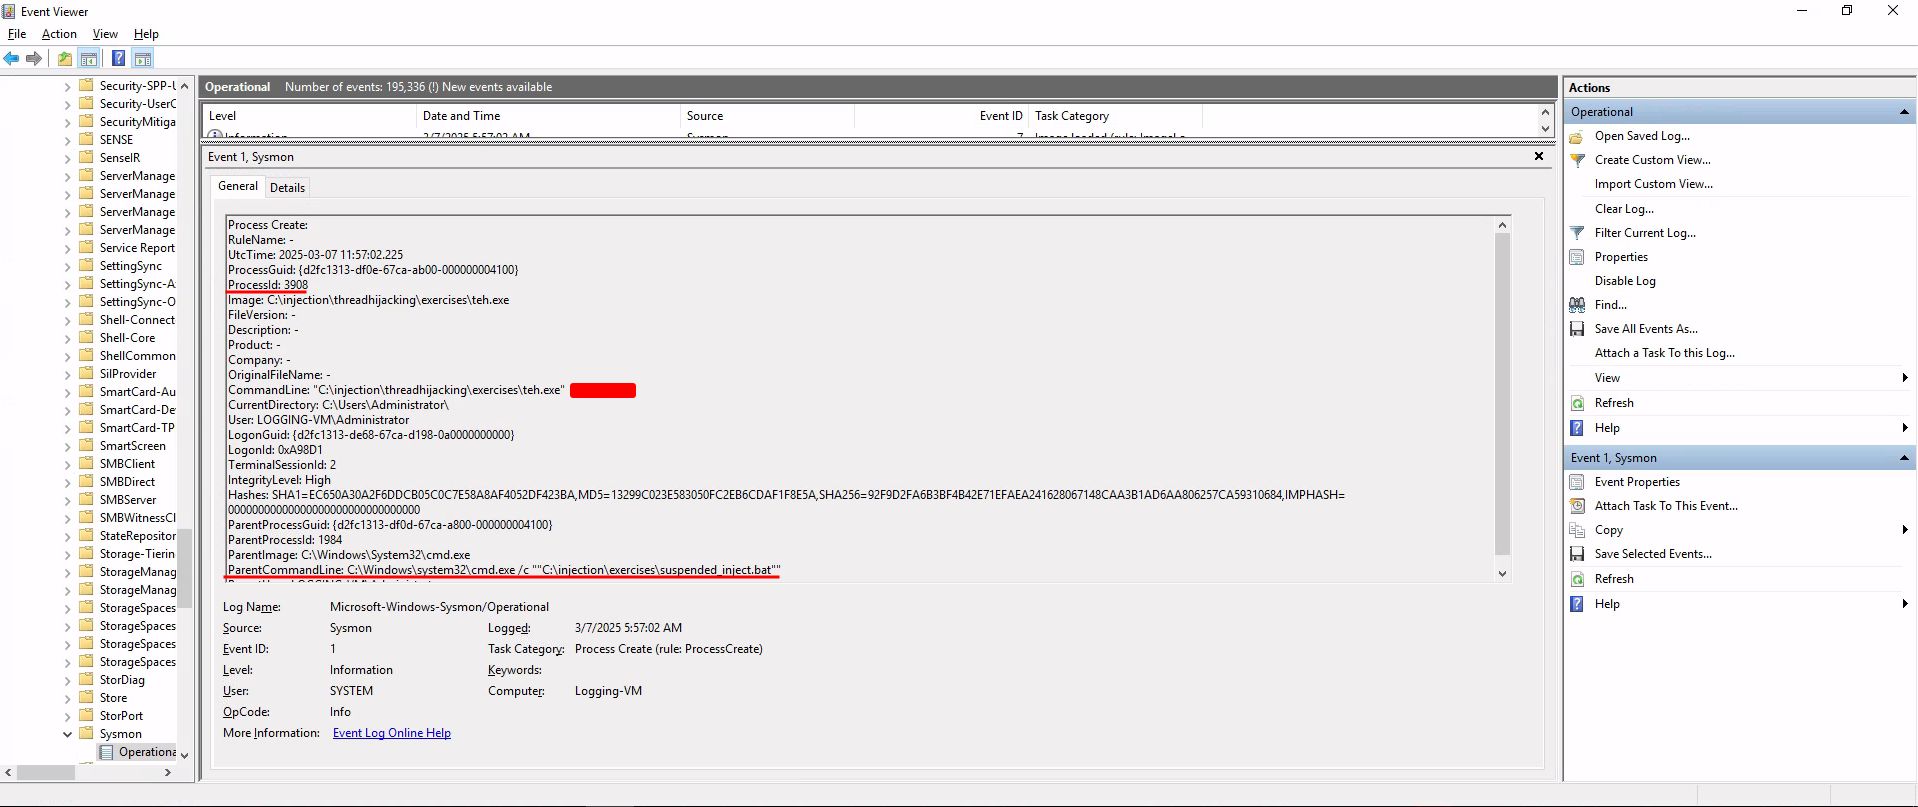 Event Viewer
File Action View Help
Security-SPP-U
Security-UserC
SecurityMitiga
SENSE
SenseIR
ServerManage
ServerManage
ServerManage
ServerManage
Service Report
SettingSync
SettingSync-A
SettingSync-O
Shell-Connect
Shell-Core
ShellCommon
SilProvider
SmartCard-Au
SmartCard-De
SmartCard-TP
SmartScreen
SMBClient
SMBDirect
SMBServer
SMBWitnessCl
StateRepositor
Storage-Tierin
StorageManag
StorageManag
StorageSpaces
StorageSpaces
StorageSpaces
StorageSpaces
StorDiag
Store
StorPort
Sysmon
Operationa
Operational Number of events: 195,336 (!) New events available
Level Date and Time Source Event ID Task Category
Information 3/7/2025 5:57:02 AM Sysmon 7 Image loaded (rule: ImageLo
Event 1, Sysmon
General Details
Process Create:
RuleName: -
UtcTime: 2025-03-07 11:57:02.225
ProcessGuid: {d2fc1313-df0e-67ca-ab00-000000004100}
ProcessId: 3908
Image: C:\injection\threadhijacking\exercises\teh.exe
FileVersion: -
Description: -
Product: -
Company: -
OriginalFileName: -
CommandLine: "C:\injection\threadhijacking\exercises\teh.exe"
CurrentDirectory: C:\Users\Administrator\
User: LOGGING-VM\Administrator
LogonGuid: {d2fc1313-de68-67ca-d198-0a0000000000}
LogonId: 0xA98D1
TerminalSessionId: 2
IntegrityLevel: High
Hashes: SHA1=EC650A30A2F6DDCB05C0C7E58A8AF4052DF423BA,MD5=13299C023E583050FC2EB6CDAF1F8E5A,SHA256=92F9D2FA6B3BF4B42E71EFAEA241628067148CAA3B1AD6AA806257CA59310684,IMPHASH=
00000000000000000000000000000000
ParentProcessGuid: {d2fc1313-df0d-67ca-a800-000000004100}
ParentProcessId: 1984
ParentImage: C:\Windows\System32\cmd.exe
ParentCommandLine: C:\Windows\system32\cmd.exe /c ""C:\injection\exercises\suspended_inject.bat""
Log Name: Microsoft-Windows-Sysmon/Operational
Source: Sysmon Logged: 3/7/2025 5:57:02 AM
Event ID: 1 Task Category: Process Create (rule: ProcessCreate)
Level: Information Keywords:
User: SYSTEM Computer: Logging-VM
OpCode: Info
More Information: Event Log Online Help
Actions
Operational
Open Saved Log...
Create Custom View...
Import Custom View...
Clear Log...
Filter Current Log...
Properties
Disable Log
Find...
Save All Events As...
Attach a Task To this Log...
View
Refresh
Help
Event 1, Sysmon
Event Properties
Attach Task To This Event...
Copy
Save Selected Events...
Refresh
Help